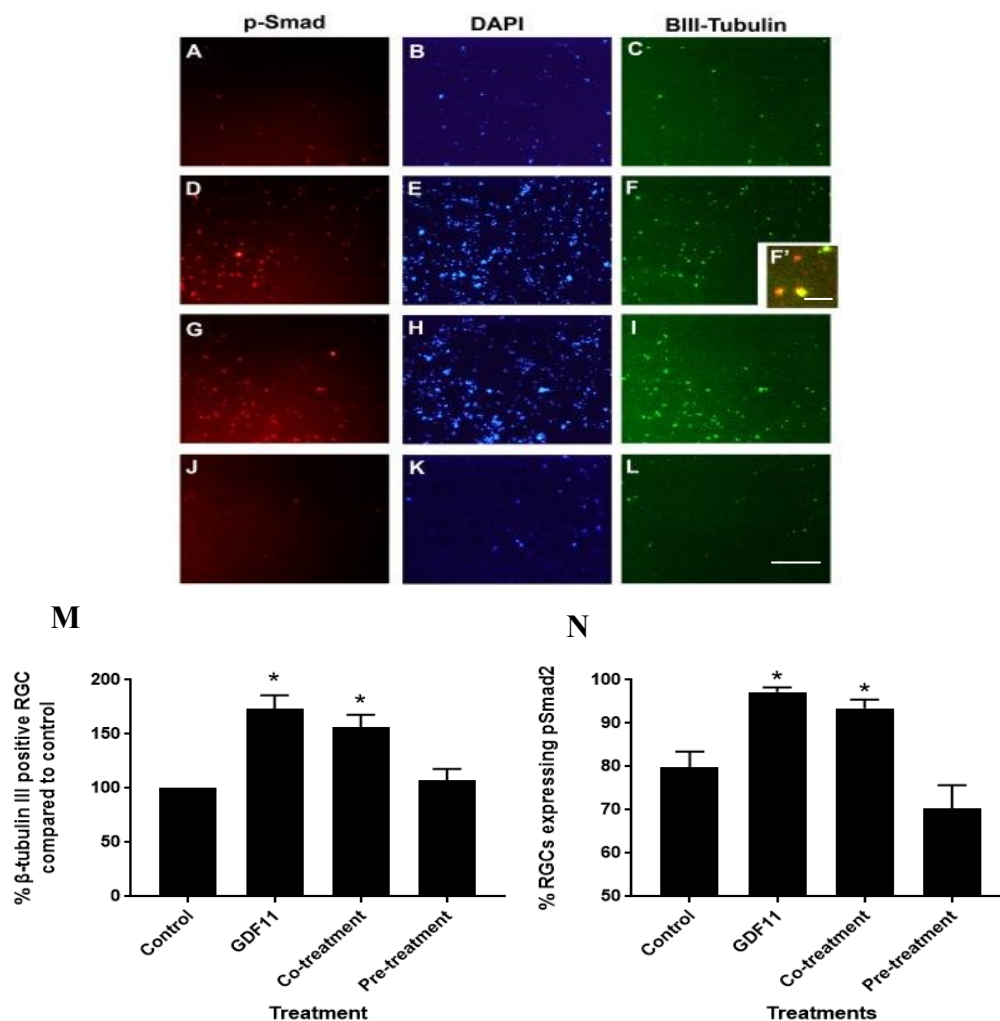 p-Smad DAPI BIII-Tubulin
A B C
D E F
F'
G H I
J K L
M N
% β-tubulin III positive RGC
compared to control
200
150
100
50
0
* *
Control GDF11 Co-treatment Pre-treatment
Treatment
% RGCs expressing pSmad2
100
90
80
70
60
50
* *
Control GDF11 Co-treatment Pre-treatment
Treatments